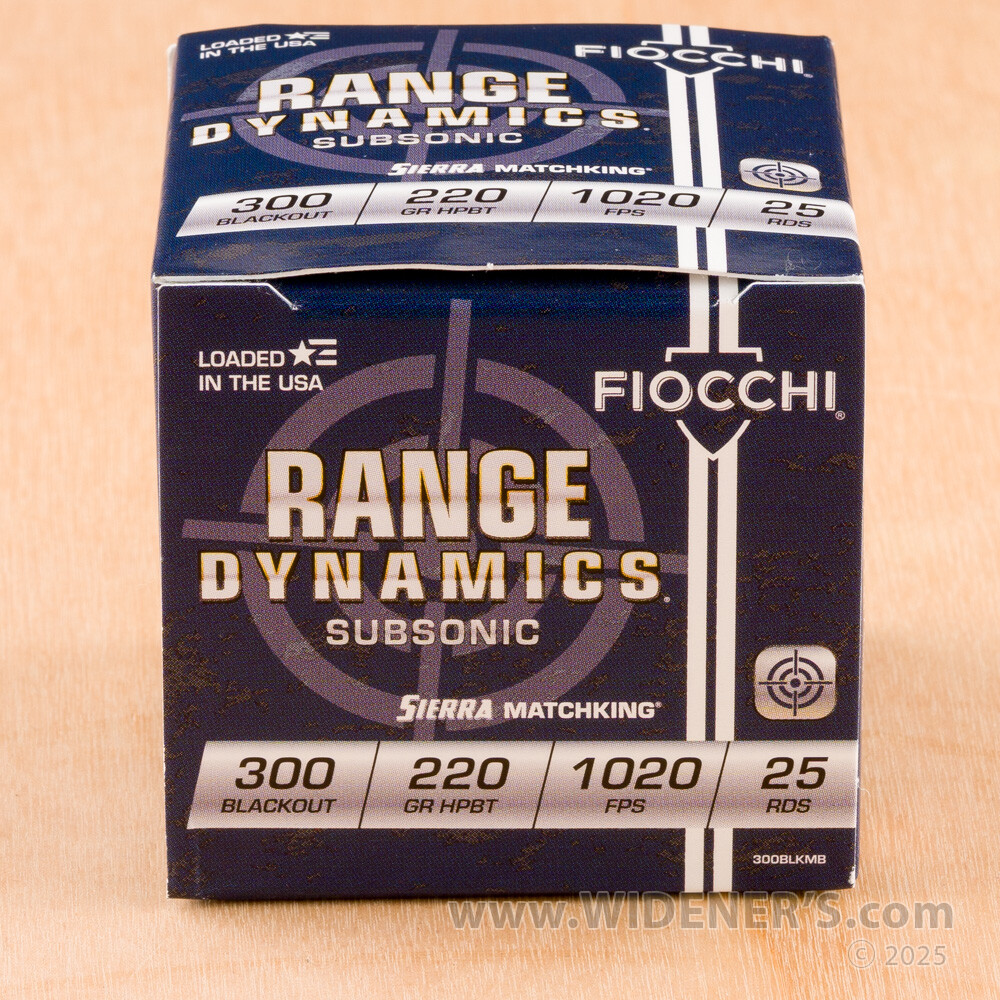 LOADED
IN THE USA
FIOCCHI®
RANGE
DYNAMICS®
SUBSONIC
SIERRA MATCHKING®
300 220 1020 25
BLACKOUT GR HPBT FPS RDS
LOADED
IN THE USA
FIOCCHI®
RANGE
DYNAMICS®
SUBSONIC
SIERRA MATCHKING®
300 220 1020 25
BLACKOUT GR HPBT FPS RDS
300BLKMB
www.WIDENER'S.com
© 2025